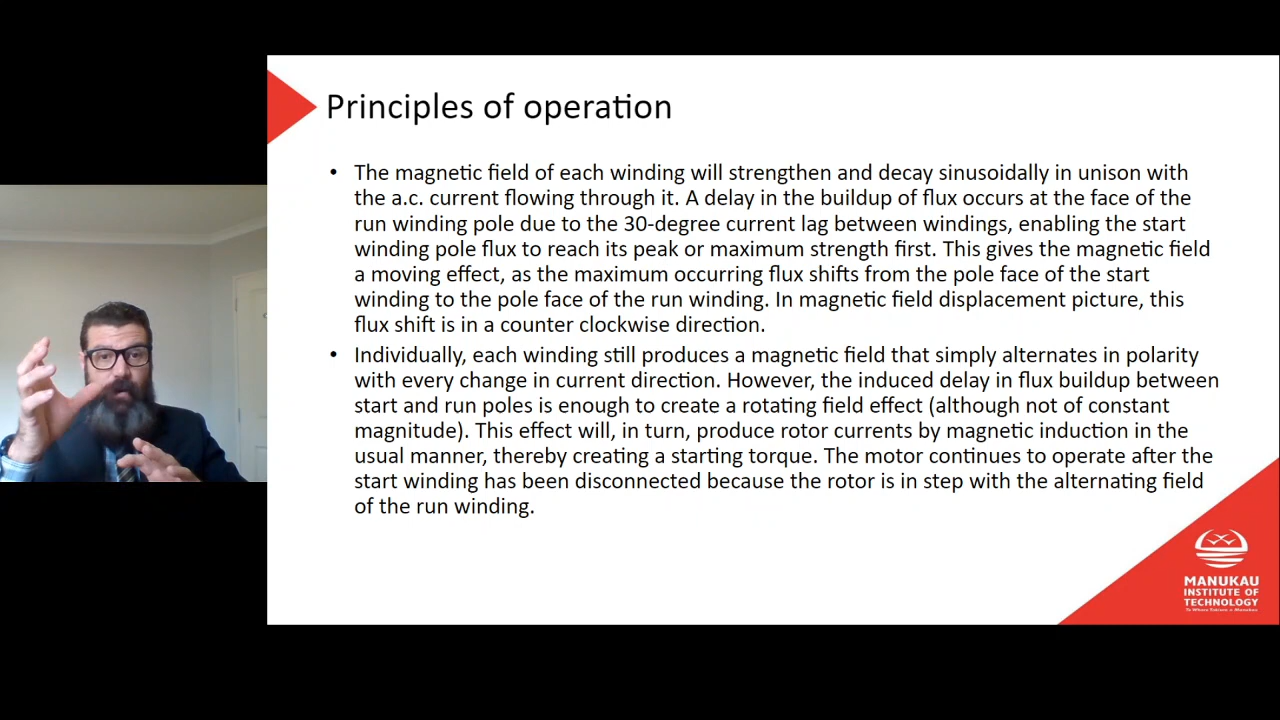 Principles of operation
• The magnetic field of each winding will strengthen and decay sinusoidally in unison with
the a.c. current flowing through it. A delay in the buildup of flux occurs at the face of the
run winding pole due to the 30-degree current lag between windings, enabling the start
winding pole flux to reach its peak or maximum strength first. This gives the magnetic field
a moving effect, as the maximum occurring flux shifts from the pole face of the start
winding to the pole face of the run winding. In magnetic field displacement picture, this
flux shift is in a counter clockwise direction.
• Individually, each winding still produces a magnetic field that simply alternates in polarity
with every change in current direction. However, the induced delay in flux buildup between
start and run poles is enough to create a rotating field effect (although not of constant
magnitude). This effect will, in turn, produce rotor currents by magnetic induction in the
usual manner, thereby creating a starting torque. The motor continues to operate after the
start winding has been disconnected because the rotor is in step with the alternating field
of the run winding.
MANUKAU
INSTITUTE OF
TECHNOLOGY